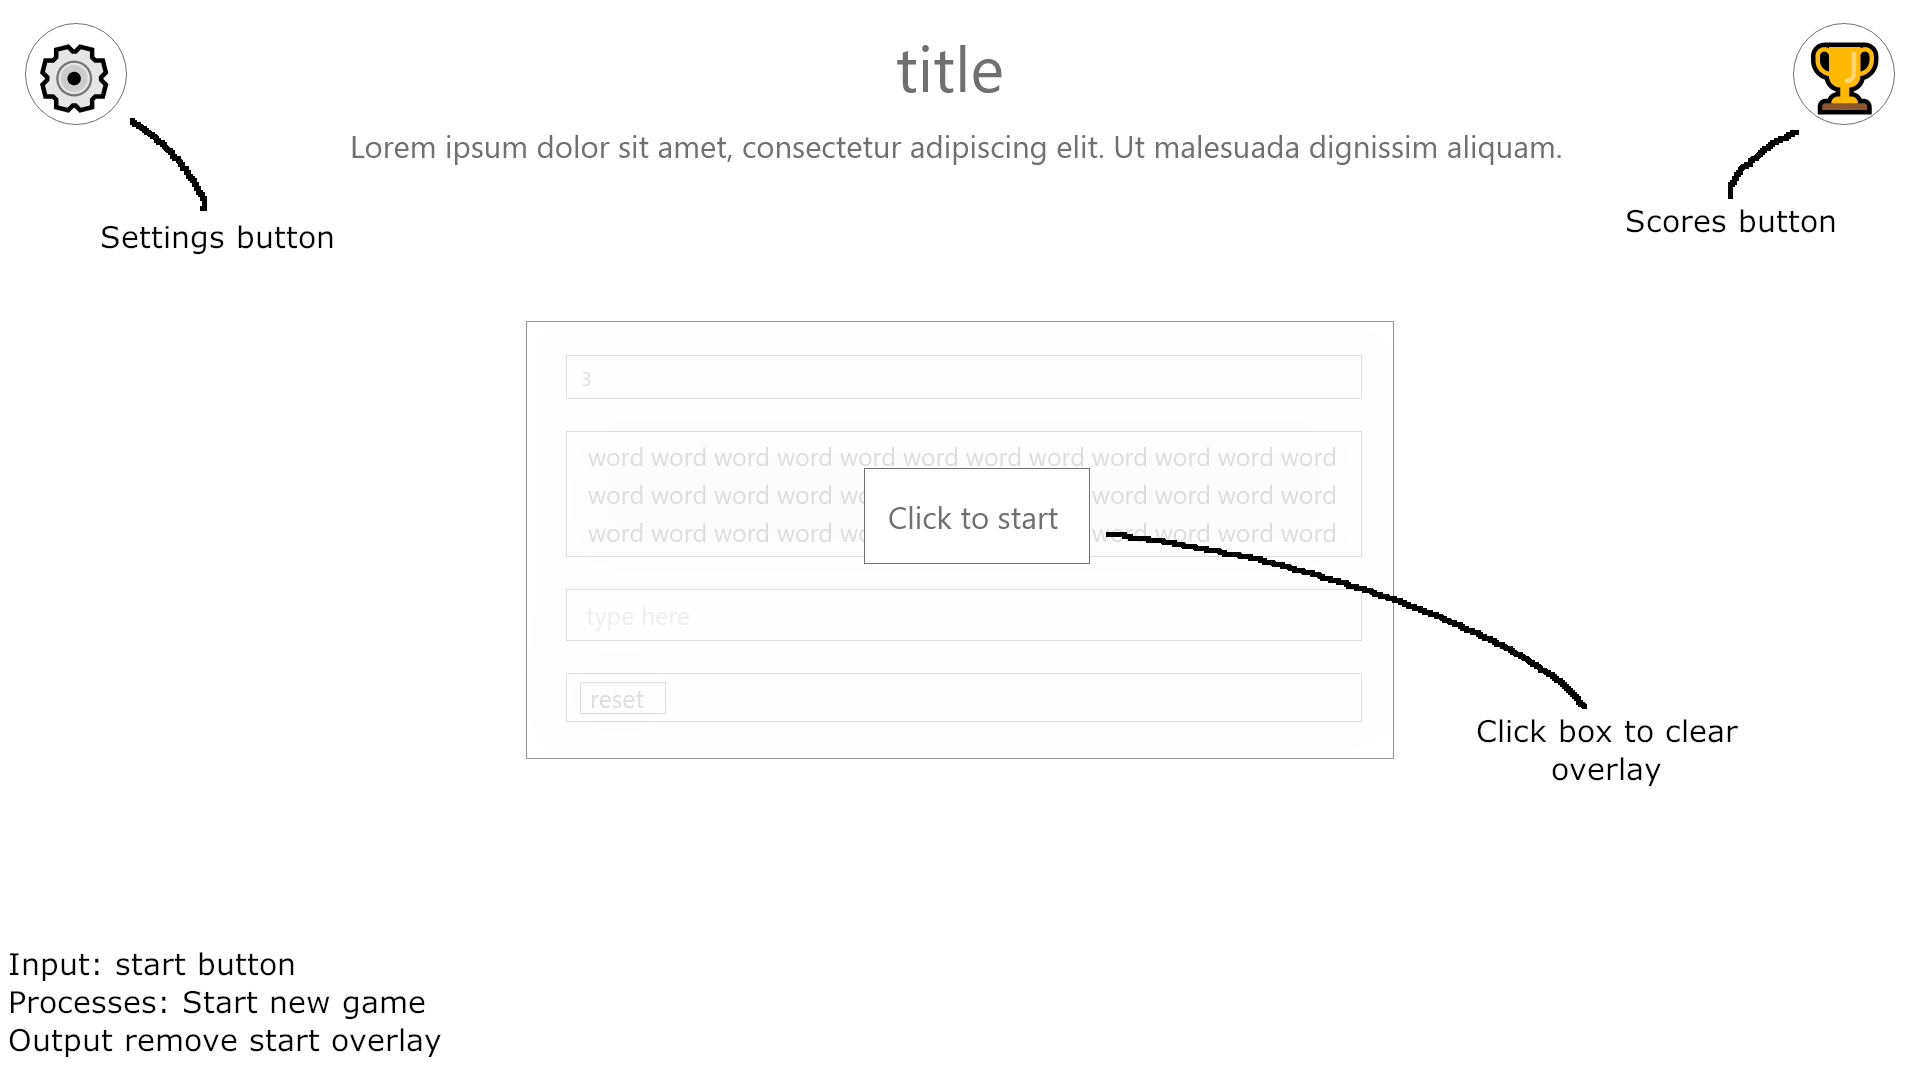 title
Lorem ipsum dolor sit amet, consectetur adipiscing elit. Ut malesuada dignissim aliquam.
Settings button
Scores button
3
word word word word word word word word word word word word
word word word word wo word word word word
word word word word wo word word word word
Click to start
type here
reset
Click box to clear
overlay
Input: start button
Processes: Start new game
Output remove start overlay